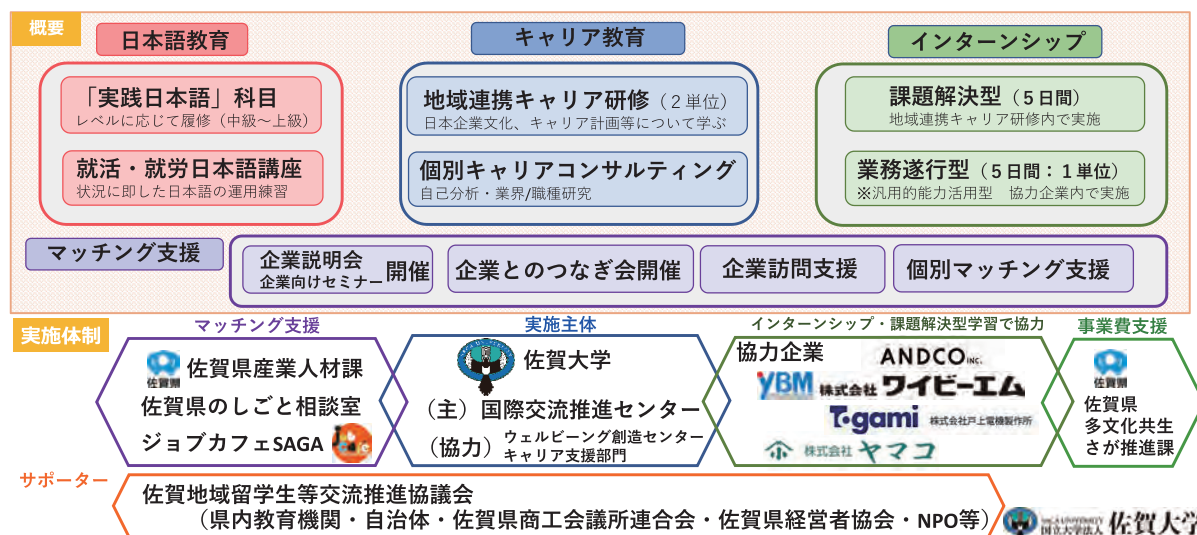 概要
日本語教育
「実践日本語」科目
レベルに応じて履修（中級～上級）
就活・就労日本語講座
状況に即した日本語の運用練習
キャリア教育
地域連携キャリア研修（２単位）
日本企業文化、キャリア計画等について学ぶ
個別キャリアコンサルティング
自己分析・業界/職種研究
インターンシップ
課題解決型（５日間）
地域連携キャリア研修内で実施
業務遂行型（５日間：１単位）
※汎用的能力活用型　協力企業内で実施
マッチング支援
企業説明会
企業向けセミナー 開催
企業とのつなぎ会開催
企業訪問支援
個別マッチング支援
実施体制
マッチング支援
佐賀県
佐賀県産業人材課
佐賀県のしごと相談室
ジョブカフェSAGA
実施主体
佐賀大学
（主）国際交流推進センター
（協力）ウェルビーング創造センター
キャリア支援部門
インターンシップ・課題解決型学習で協力
協力企業
ANDCO INC.
YBM 株式会社 ワイビーエム
Togami 株式会社戸上電機製作所
株式会社 ヤマコ
事業費支援
佐賀県
佐賀県
多文化共生
さが推進課
サポーター
佐賀地域留学生等交流推進協議会
（県内教育機関・自治体・佐賀県商工会議所連合会・佐賀県経営者協会・NPO等）
国立大学法人 佐賀大学